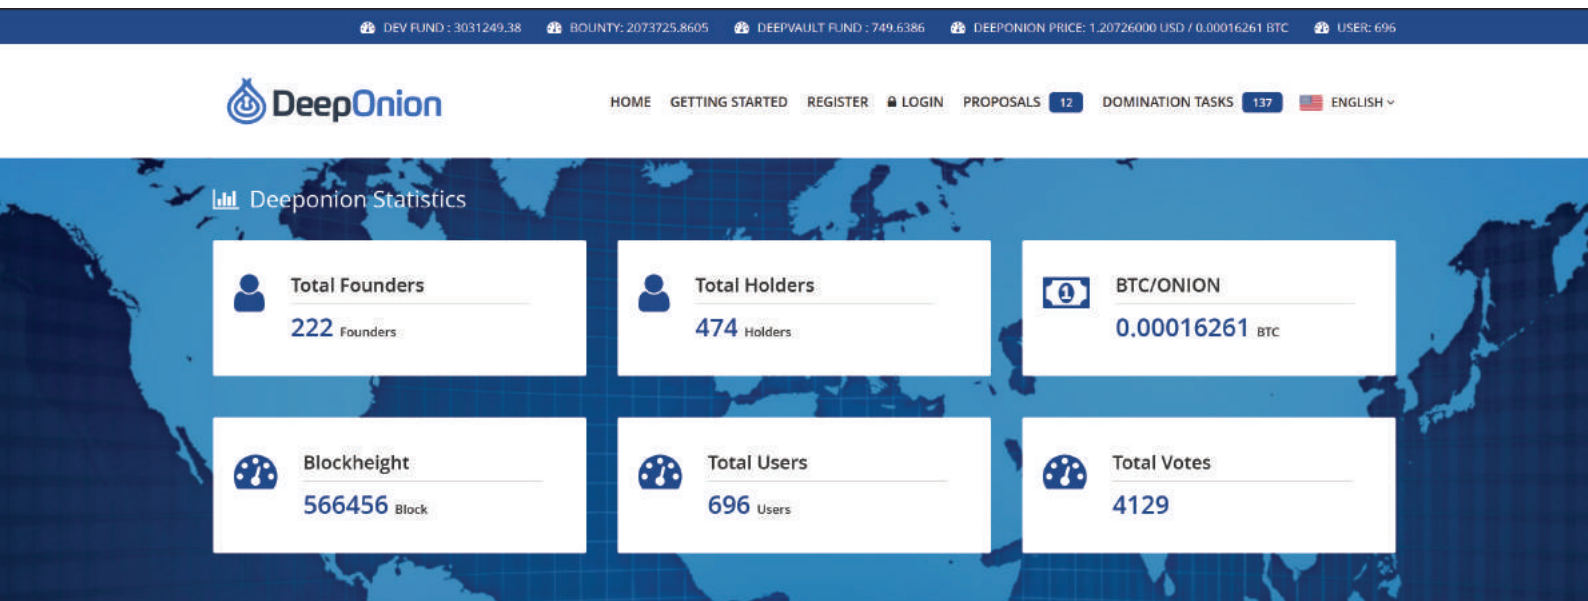 DEV FUND : 3031249.38 BOUNTY: 2073725.8605 DEEPVAULT FUND : 749.6386 DEEPONION PRICE: 1.20726000 USD / 0.00016261 BTC USER: 696
DeepOnion HOME GETTING STARTED REGISTER LOGIN PROPOSALS 12 DOMINATION TASKS 137 ENGLISH
Deeponion Statistics
Total Founders
222 Founders
Total Holders
474 Holders
BTC/ONION
0.00016261 BTC
Blockheight
566456 Block
Total Users
696 Users
Total Votes
4129